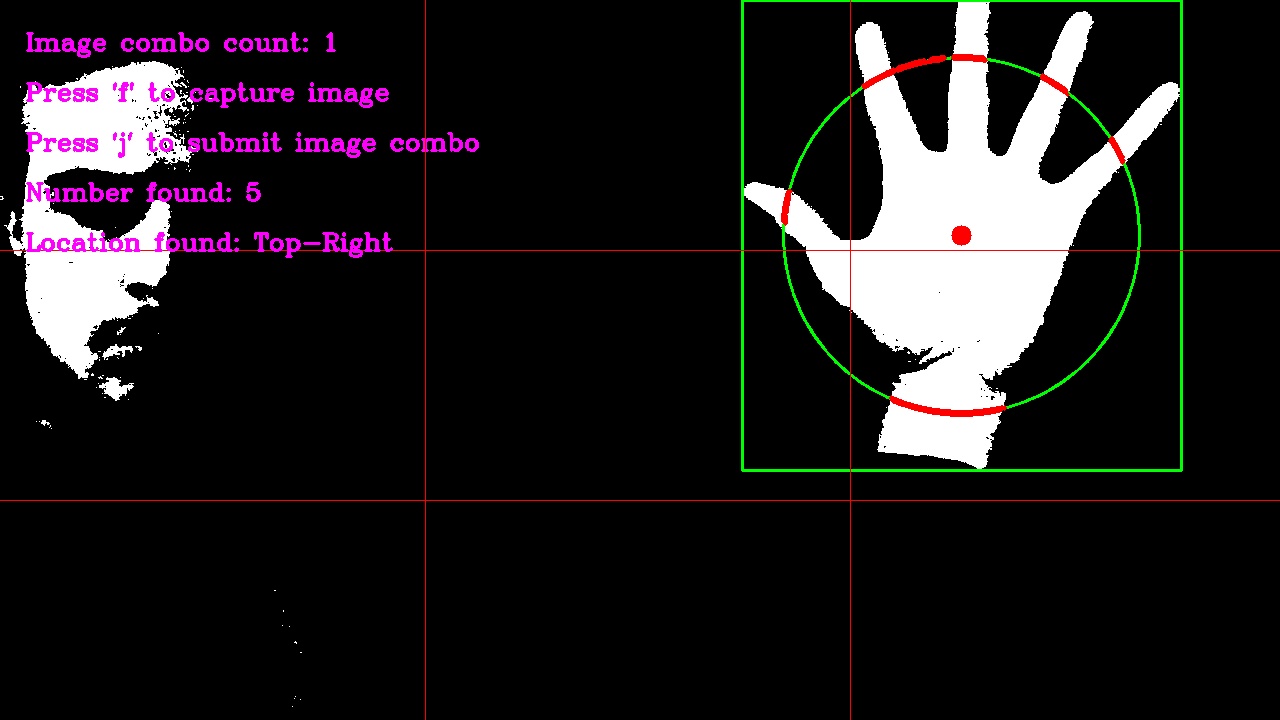 Image combo count: 1
Press 'f' to capture image
Press 'j' to submit image combo
Number found: 5
Location found: Top-Right